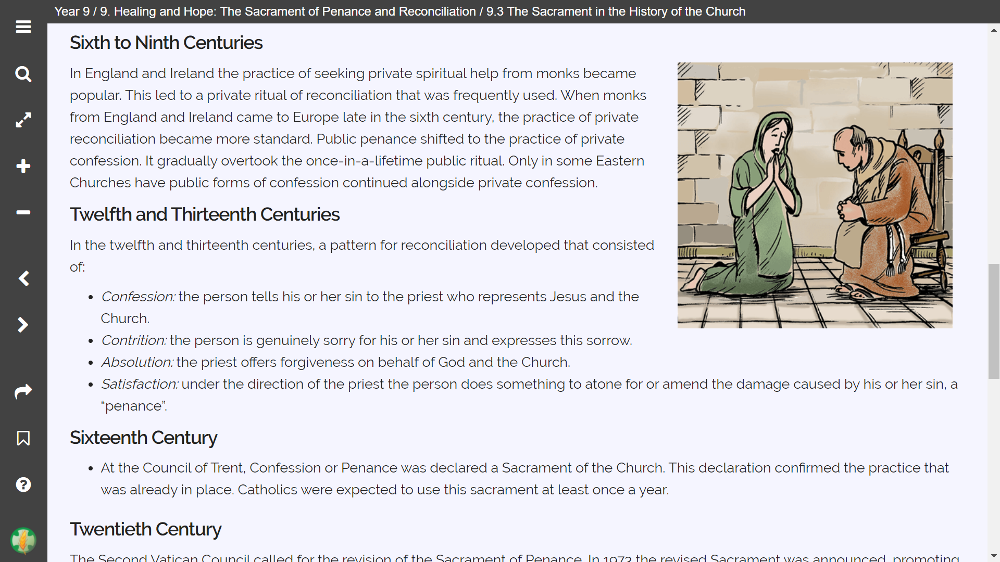 Year 9 / 9. Healing and Hope: The Sacrament of Penance and Reconciliation / 9.3 The Sacrament in the History of the Church
Sixth to Ninth Centuries
In England and Ireland the practice of seeking private spiritual help from monks became
popular. This led to a private ritual of reconciliation that was frequently used. When monks
from England and Ireland came to Europe late in the sixth century, the practice of private
reconciliation became more standard. Public penance shifted to the practice of private
confession. It gradually overtook the once-in-a-lifetime public ritual. Only in some Eastern
Churches have public forms of confession continued alongside private confession.
Twelfth and Thirteenth Centuries
In the twelfth and thirteenth centuries, a pattern for reconciliation developed that consisted
of:
• Confession: the person tells his or her sin to the priest who represents Jesus and the
Church.
• Contrition: the person is genuinely sorry for his or her sin and expresses this sorrow.
• Absolution: the priest offers forgiveness on behalf of God and the Church.
• Satisfaction: under the direction of the priest the person does something to atone for or amend the damage caused by his or her sin, a
“penance”.
Sixteenth Century
• At the Council of Trent, Confession or Penance was declared a Sacrament of the Church. This declaration confirmed the practice that
was already in place. Catholics were expected to use this sacrament at least once a year.
Twentieth Century
The Second Vatican Council called for the revision of the Sacrament of Penance. In 1973 the revised Sacrament was announced, promoting